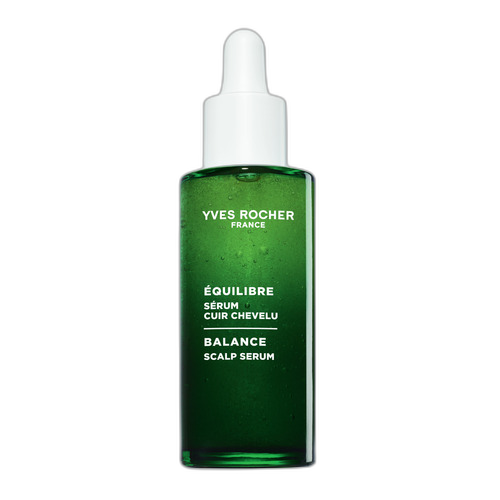 YVES ROCHER
FRANCE
ÉQUILIBRE
SÉRUM
CUIR CHEVELU
BALANCE
SCALP SERUM